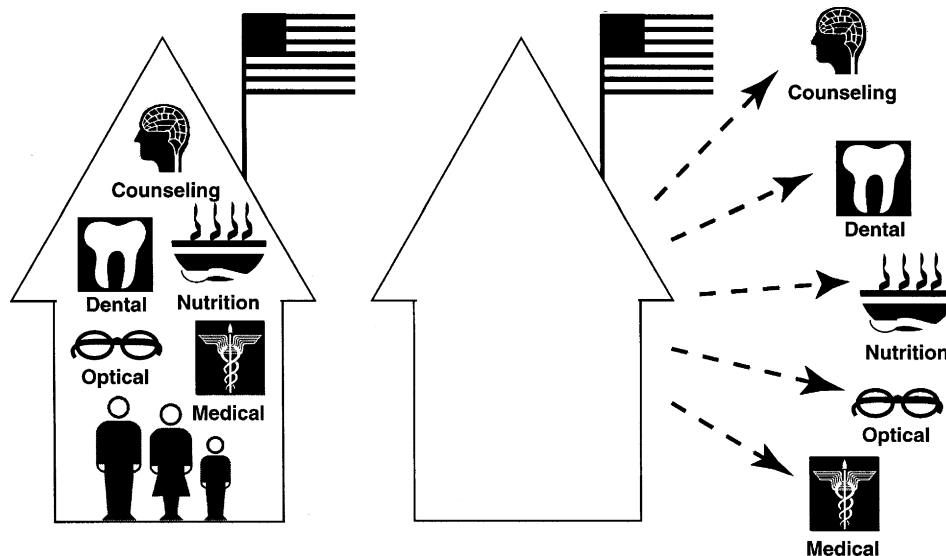 Counseling
Dental
Nutrition
Optical
Medical
Counseling
Dental
Nutrition
Optical
Medical